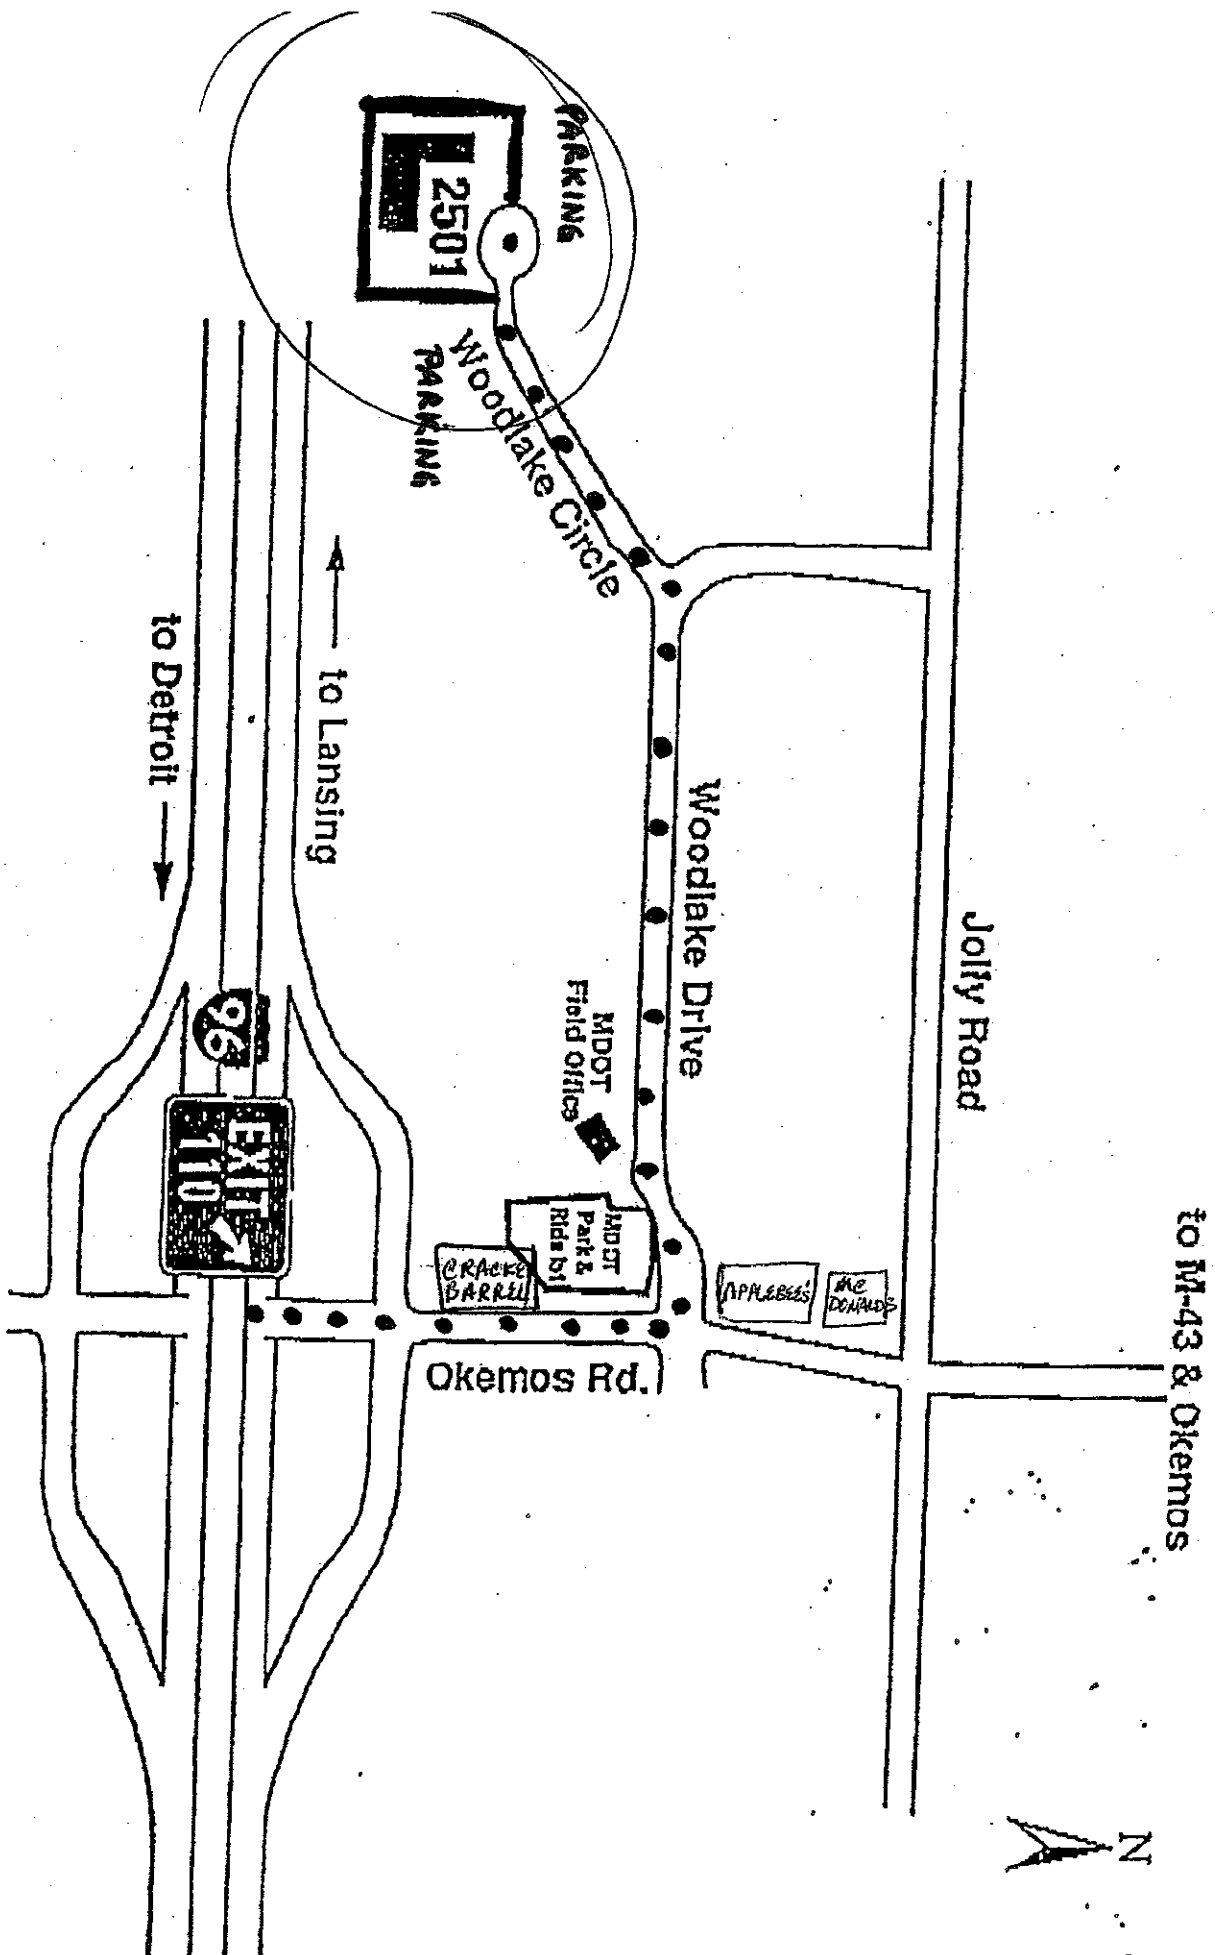 to M-43 & Okemos
N
Jolly Road
Mc
DONALDS
APPLEBEE'S
Woodlake Drive
MDOT
Field Office
MDOT
Park &
Ride lot
CRACKE
BARREL
Okemos Rd.
PARKING
2501
Woodlake Circle
PARKING
to Lansing
to Detroit
96
EXIT
110